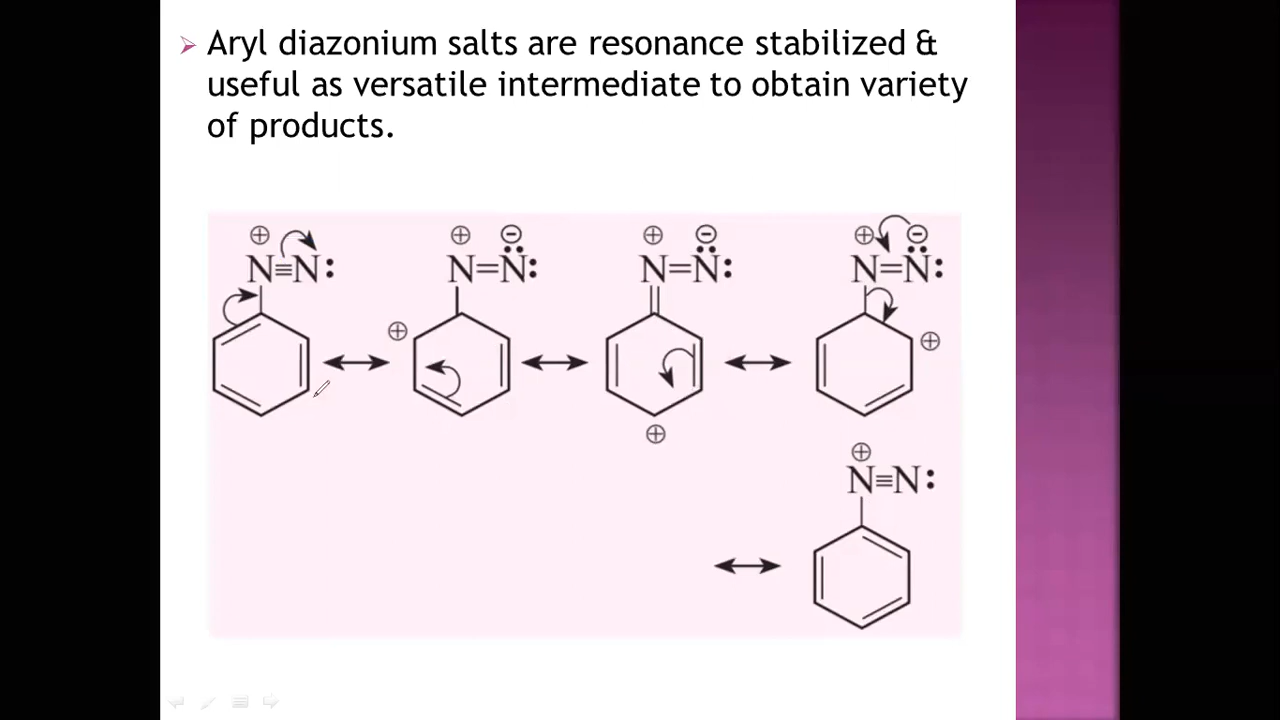 Aryl diazonium salts are resonance stabilized &
useful as versatile intermediate to obtain variety
of products.
⊕ ⊕ ⊖ ⊕ ⊖ ⊕ ⊖
N≡N: N=N: N=N: N=N:
⊕ ⊕
⊕
⊕
N≡N: